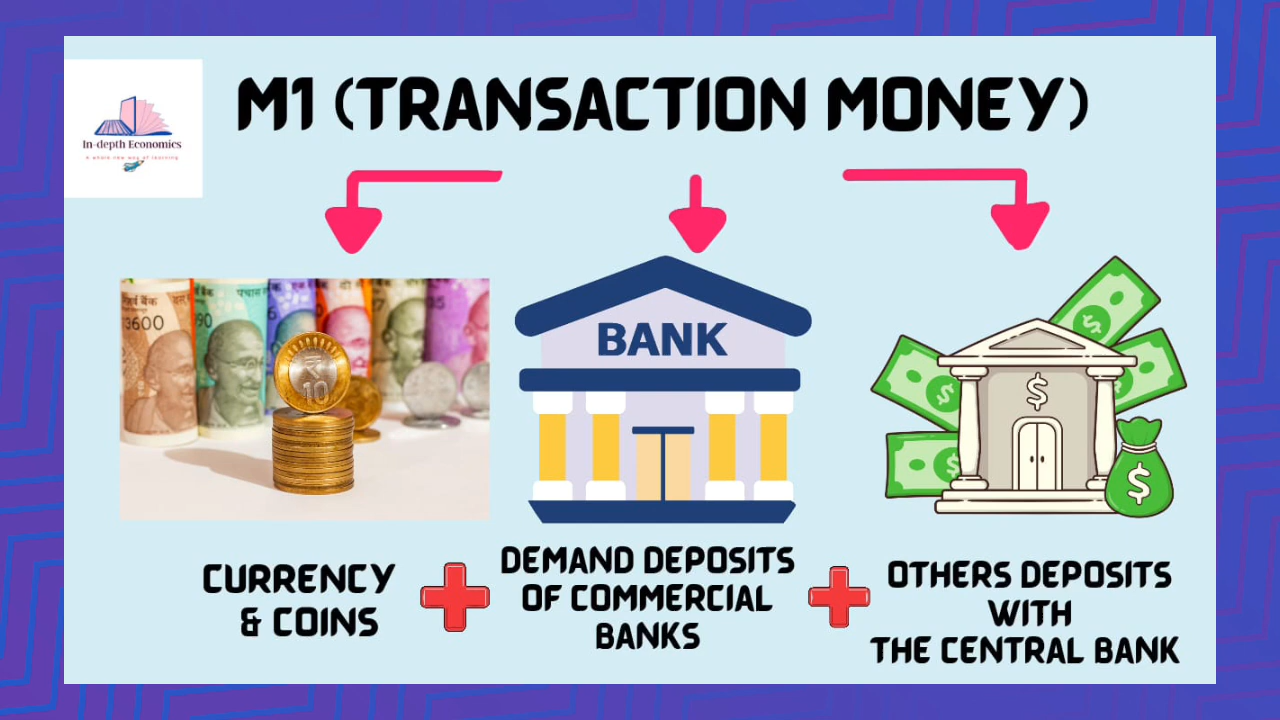 In-depth Economics
A whole new way of learning
M1 (TRANSACTION MONEY)
10
BANK
$
$
$
$
$
CURRENCY
& COINS
DEMAND DEPOSITS
OF COMMERCIAL
BANKS
OTHERS DEPOSITS
WITH
THE CENTRAL BANK